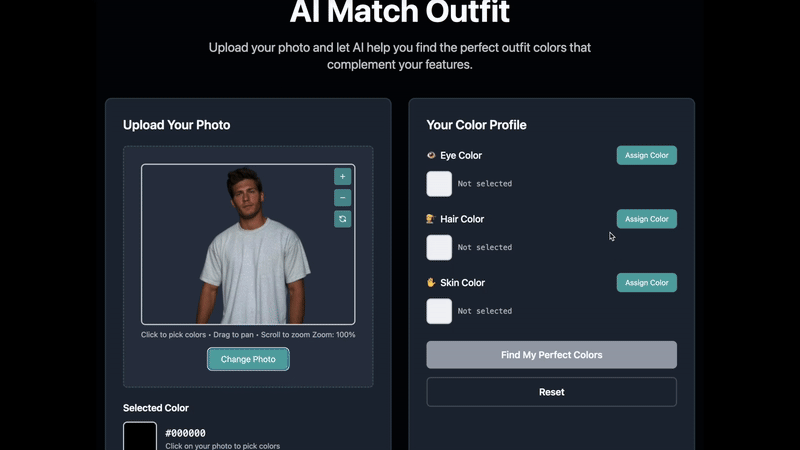 AI Match Outfit
Upload your photo and let AI help you find the perfect outfit colors that
complement your features.
Upload Your Photo
+
−
Click to pick colors • Drag to pan • Scroll to zoom Zoom: 100%
Change Photo
Selected Color
#000000
Click on your photo to pick colors
Your Color Profile
Eye Color
Assign Color
Not selected
Hair Color
Assign Color
Not selected
Skin Color
Assign Color
Not selected
Find My Perfect Colors
Reset